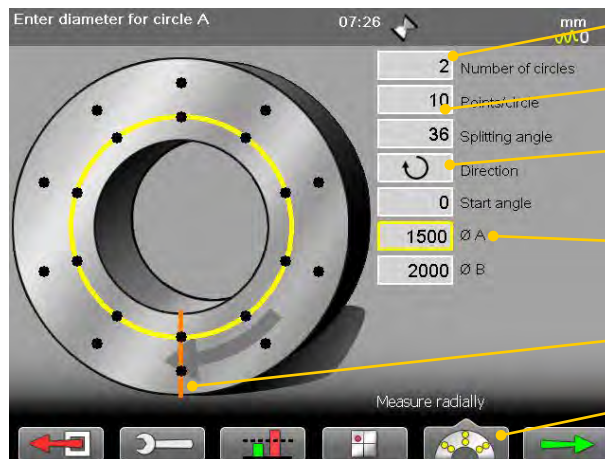 Enter diameter for circle A
07:26
mm
0
2 Number of circles
10 Points/circle
36 Splitting angle
Direction
0 Start angle
1500 Ø A
2000 Ø B
Measure radially